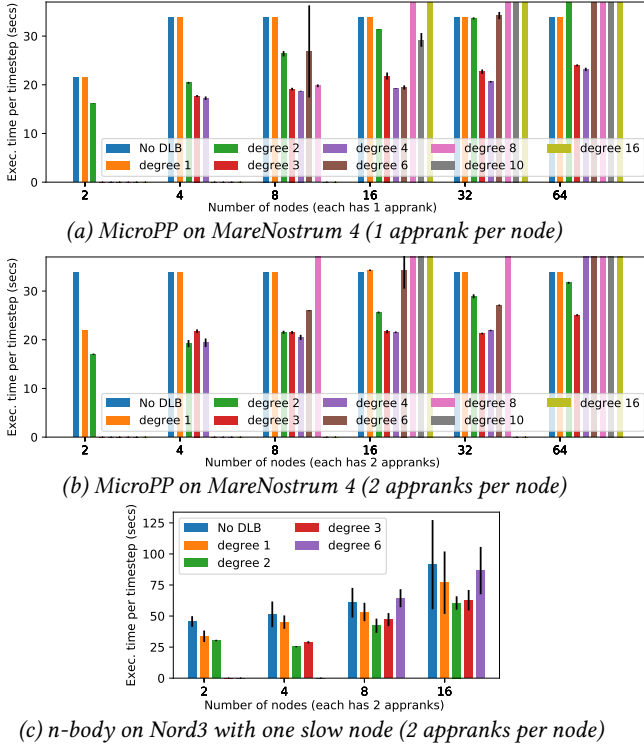 Exec. time per timestep (secs)
30
20
10
0
No DLB
degree 1
degree 2
degree 3
degree 4
degree 6
degree 8
degree 10
degree 16
2
4
8
16
32
64
Number of nodes (each has 1 apprank)
(a) MicroPP on MareNostrum 4 (1 apprank per node)
Exec. time per timestep (secs)
30
20
10
0
No DLB
degree 1
degree 2
degree 3
degree 4
degree 6
degree 8
degree 10
degree 16
2
4
8
16
32
64
Number of nodes (each has 2 appranks)
(b) MicroPP on MareNostrum 4 (2 appranks per node)
Exec. time per timestep (secs)
125
100
75
50
25
0
No DLB
degree 1
degree 2
degree 3
degree 6
2
4
8
16
Number of nodes (each has 2 appranks)
(c) n-body on Nord3 with one slow node (2 appranks per node)